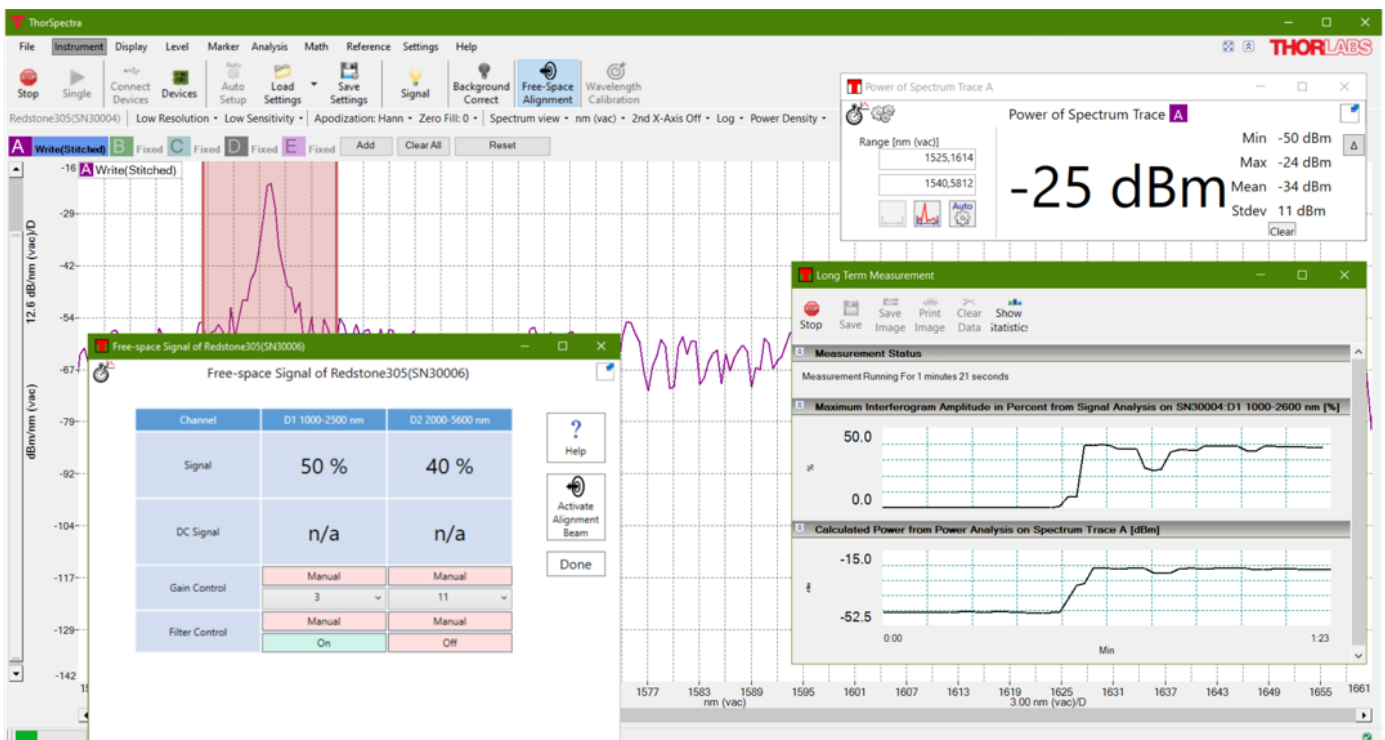 ThorSpectra
File Instrument Display Level Marker Analysis Math Reference Settings Help
THORLABS
Stop Single Connect Devices Devices Auto Setup Load Settings Save Settings Signal Background Correct Free-Space Alignment Wavelength Calibration
Redstone305(SN30004) Low Resolution Low Sensitivity Apodization: Hann Zero Fill: 0 Spectrum view nm (vac) 2nd X-Axis Off Log Power Density
A Write(Stitched) B Fixed C Fixed D Fixed E Fixed Add Clear All Reset
A Write(Stitched)
-16
-29
-42
-54
-67
-79
-92
-104
-117
-129
-142
12.6 dB/nm (vac)/D
dBm/nm (vac)
1577 1583 1589 1595 1601 1607 1613 1619 1625 1631 1637 1643 1649 1655 1661
nm (vac)
3.00 nm (vac)/D
Power of Spectrum Trace A
Power of Spectrum Trace A
Range [nm (vac)]
1525,1614
1540,5812
Auto
-25 dBm
Min -50 dBm
Max -24 dBm
Mean -34 dBm
Stdev 11 dBm
Δ
Clear
Free-space Signal of Redstone305(SN30006)
Free-space Signal of Redstone305(SN30006)
Channel D1 1000-2500 nm D2 2000-5600 nm
Signal 50 % 40 %
DC Signal n/a n/a
Gain Control Manual Manual
3 11
Filter Control Manual Manual
On Off
?
Help
Activate
Alignment
Beam
Done
Long Term Measurement
Stop Save Save Image Print Image Clear Data Show Statistics
Measurement Status
Measurement Running For 1 minutes 21 seconds
Maximum Interferogram Amplitude in Percent from Signal Analysis on SN30004:D1 1000-2600 nm [%]
50.0
%
0.0
Calculated Power from Power Analysis on Spectrum Trace A [dBm]
-15.0
-52.5
0:00 1:23
Min